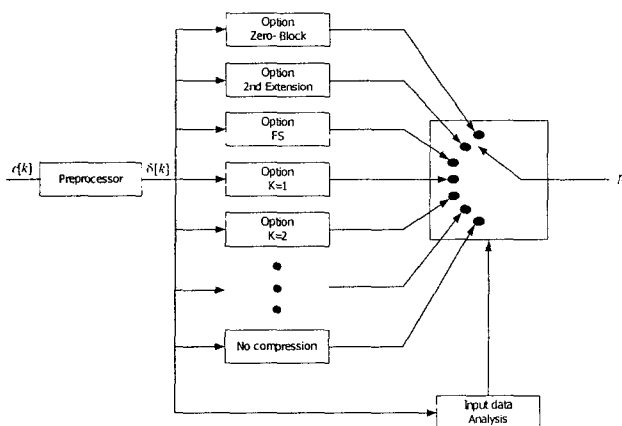 Option
Zero- Block
Option
2nd Extension
Option
FS
e[k]
Preprocessor
δ[k]
Option
K=1
Option
K=2
No compression
Input data
Analysis